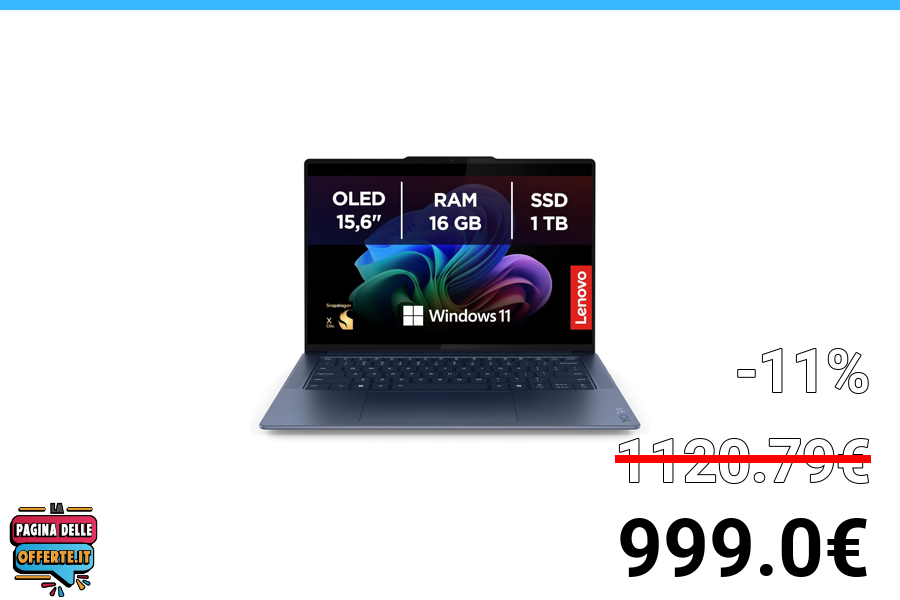 OLED
15,6"
RAM
16 GB
SSD
1 TB
Snapdragon
X
Elite
Windows 11
Lenovo
-11%
1120.79€
999.0€
LA
PAGINA DELLE
OFFERTE.IT